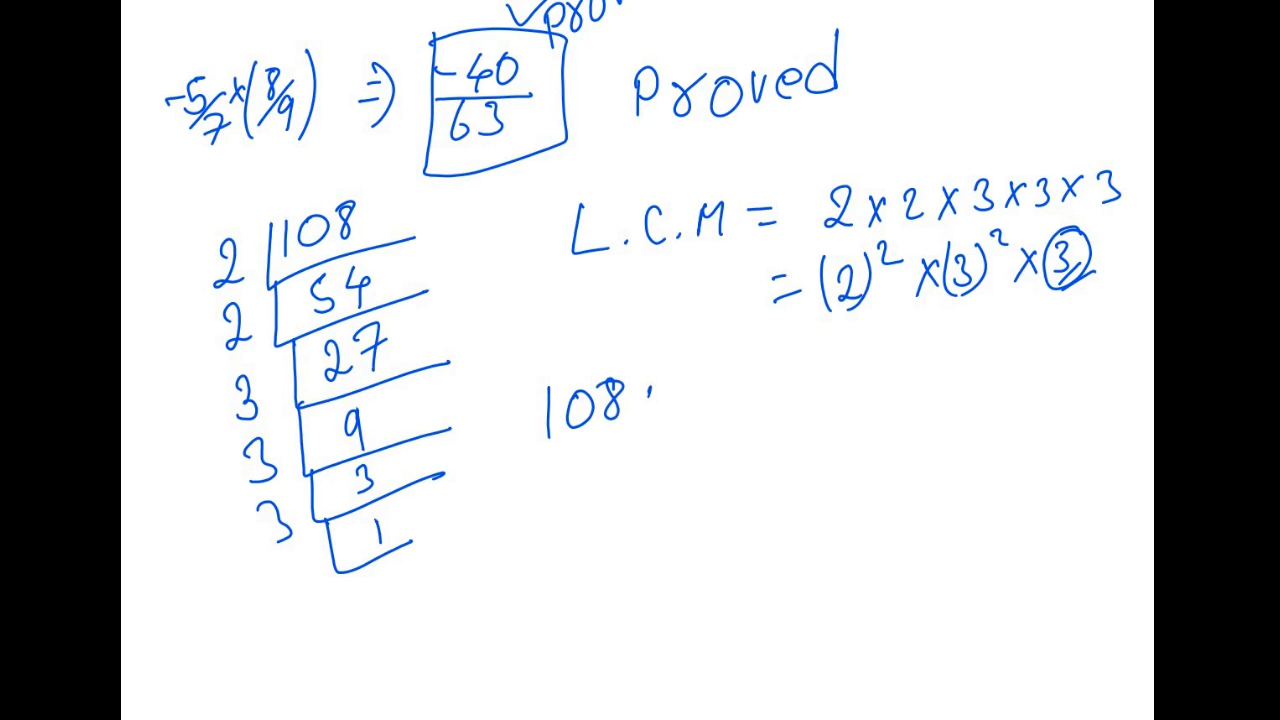 -5/7 × (8/9) ⇒ -40/63 Proved
2 | 108
2 | 54
3 | 27
3 | 9
3 | 3
1
L.C.M = 2 × 2 × 3 × 3 × 3
= (2)² × (3)² × 3
108.